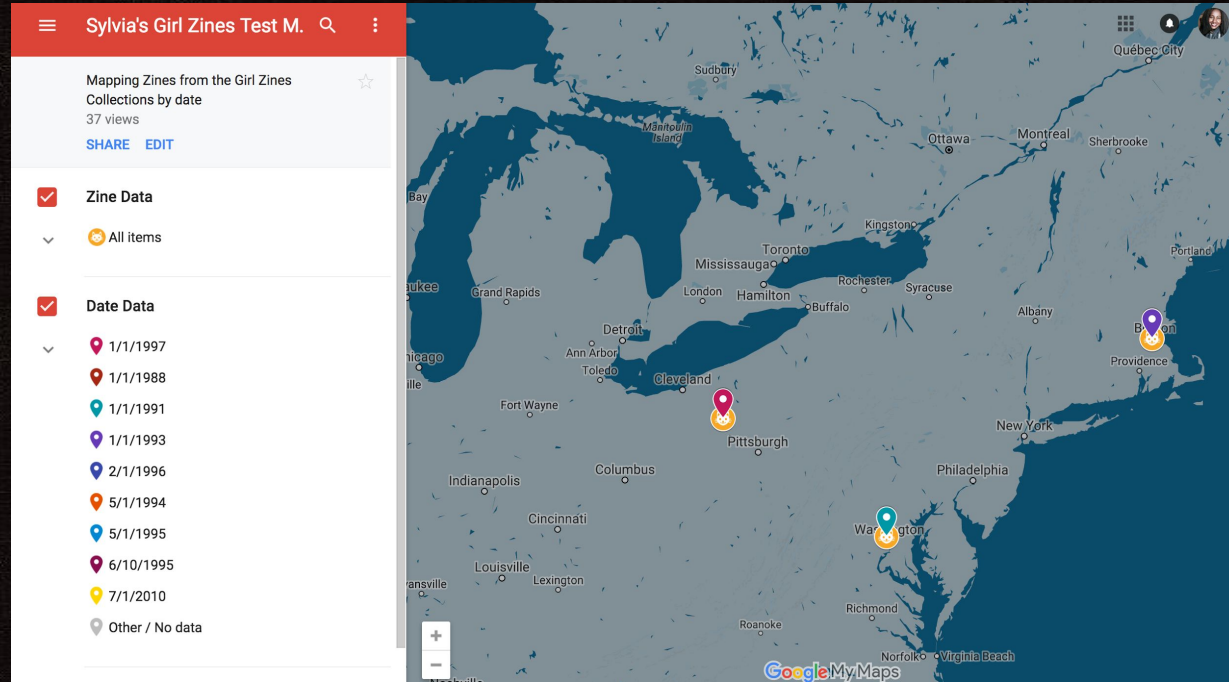 Sylvia's Girl Zines Test M.
Mapping Zines from the Girl Zines
Collections by date
37 views
SHARE EDIT
Zine Data
All items
Date Data
1/1/1997
1/1/1988
1/1/1991
1/1/1993
2/1/1996
5/1/1994
5/1/1995
6/10/1995
7/1/2010
Other / No data
Québec City
Sudbury
Manitoulin
Island
Ottawa
Montreal
Sherbrooke
Bay
Kingston
Toronto
Mississauga
Portland
aukee
Grand Rapids
London
Hamilton
Rochester
Syracuse
Buffalo
Albany
Detroit
Ann Arbor
hicago
Toledo
Providence
ille
Cleveland
Fort Wayne
New York
Pittsburgh
Columbus
Philadelphia
Indianapolis
Cincinnati
Louisville
Lexington
ansville
Richmond
Roanoke
Norfolk
Virginia Beach
+
−
Google My Maps